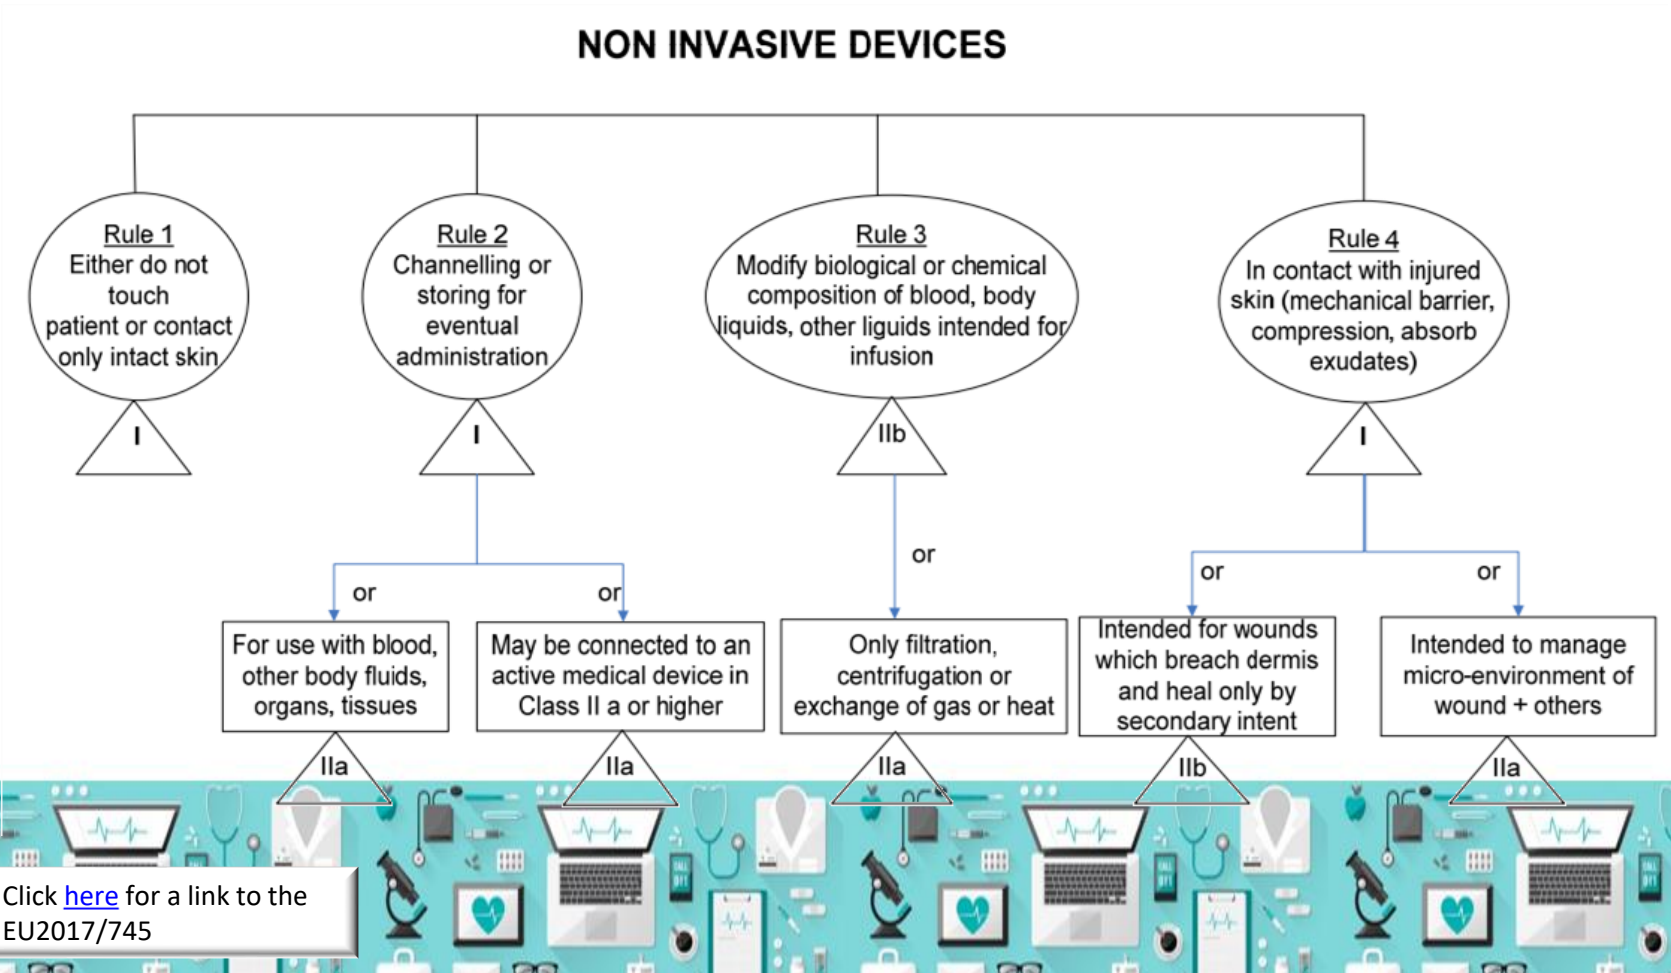 NON INVASIVE DEVICES
Rule 1
Either do not
touch
patient or contact
only intact skin
I
Rule 2
Channelling or
storing for
eventual
administration
I
Rule 3
Modify biological or chemical
composition of blood, body
liquids, other liguids intended for
infusion
IIb
Rule 4
In contact with injured
skin (mechanical barrier,
compression, absorb
exudates)
I
or
For use with blood,
other body fluids,
organs, tissues
IIa
or
May be connected to an
active medical device in
Class II a or higher
IIa
or
Only filtration,
centrifugation or
exchange of gas or heat
IIa
or
Intended for wounds
which breach dermis
and heal only by
secondary intent
IIb
or
Intended to manage
micro-environment of
wound + others
IIa
CALL
911
CALL
911
CALL
911
Click here for a link to the
EU2017/745